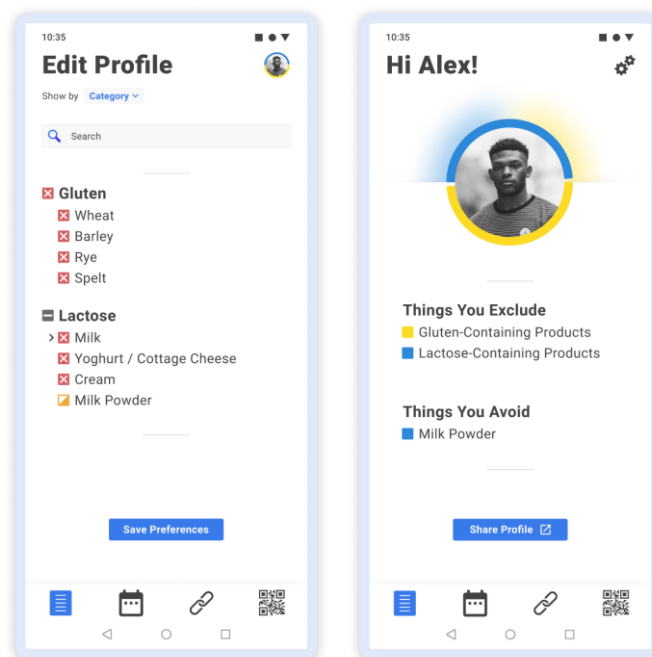 10:35
Edit Profile
Show by Category
Search
Gluten
Wheat
Barley
Rye
Spelt
Lactose
Milk
Yoghurt / Cottage Cheese
Cream
Milk Powder
Save Preferences
10:35
Hi Alex!
Things You Exclude
Gluten-Containing Products
Lactose-Containing Products
Things You Avoid
Milk Powder
Share Profile